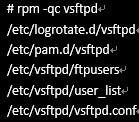 # rpm -qc vsftpd
/etc/logrotate.d/vsftpd
/etc/pam.d/vsftpd
/etc/vsftpd/ftpusers
/etc/vsftpd/user_list
/etc/vsftpd/vsftpd.conf